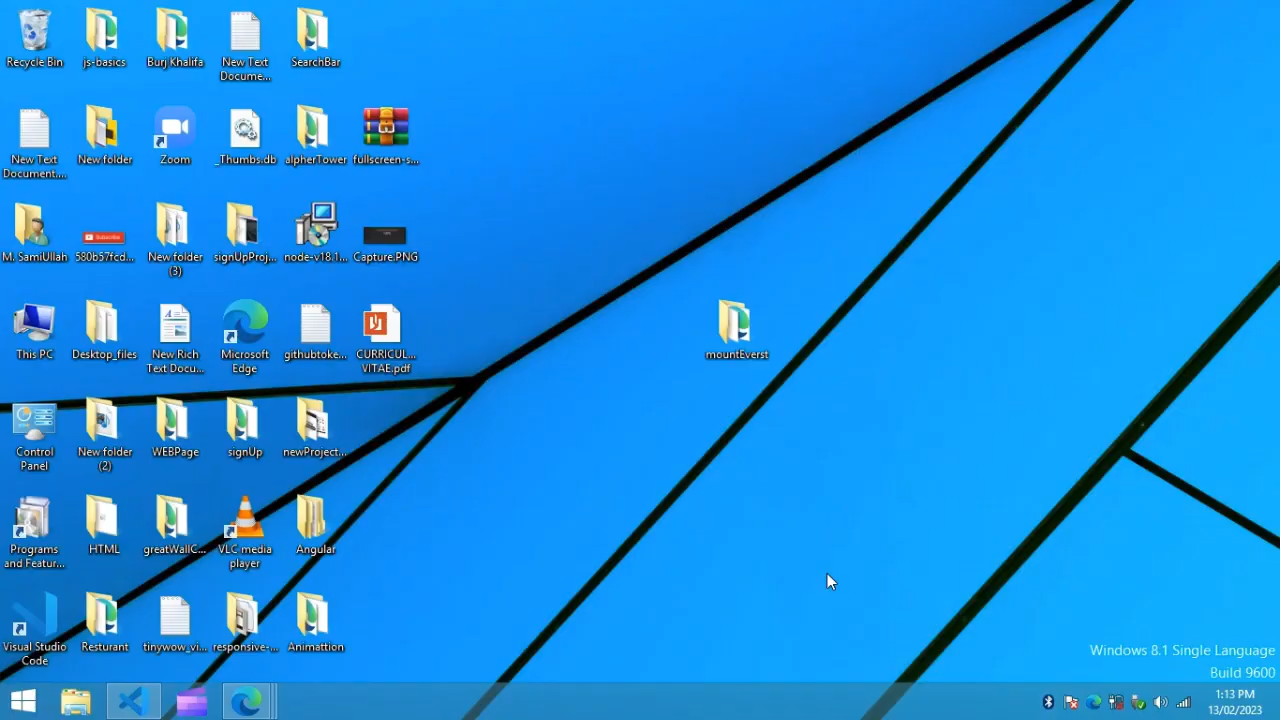 Recycle Bin
js-basics
Burj Khalifa
New Text
Docume...
SearchBar
New Text
Document....
New folder
Zoom
_Thumbs.db
alpherTower
fullscreen-s...
M. SamiUllah
Subscribe
580b57fcd...
New folder
(3)
signUpProj...
node-v18.1...
Capture.PNG
This PC
Desktop_files
New Rich
Text Docu...
Microsoft
Edge
githubtoke...
CURRICUL...
VITAE.pdf
mountEverst
Control
Panel
New folder
(2)
WEBPage
signUp
newProject...
Programs
and Featur...
HTML
greatWallC...
VLC media
player
Angular
Visual Studio
Code
Resturant
tinywow_vi...
responsive-...
Animattion
Windows 8.1 Single Language
Build 9600
1:13 PM
13/02/2023